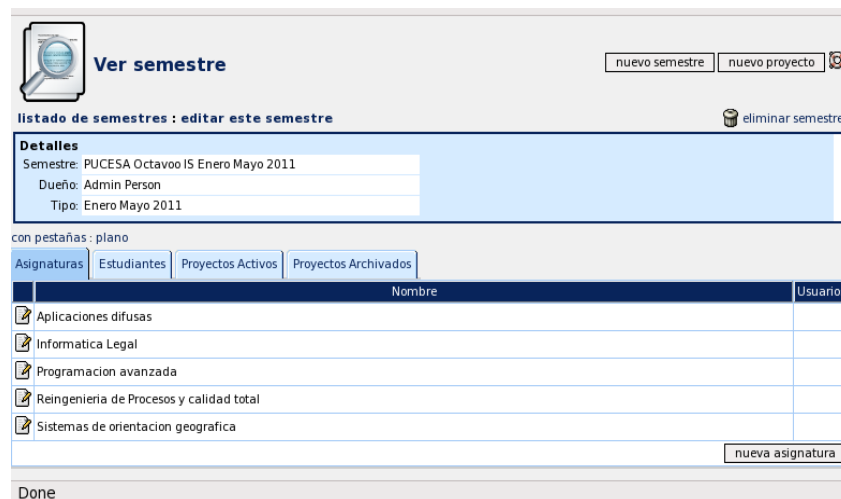 Ver semestre
nuevo semestre nuevo proyecto
listado de semestres : editar este semestre
eliminar semestre
Detalles
Semestre: PUCESA Octavoo IS Enero Mayo 2011
Dueño: Admin Person
Tipo: Enero Mayo 2011
con pestañas : plano
Asignaturas Estudiantes Proyectos Activos Proyectos Archivados
Nombre Usuario
Aplicaciones difusas
Informatica Legal
Programacion avanzada
Reingenieria de Procesos y calidad total
Sistemas de orientacion geografica
nueva asignatura
Done